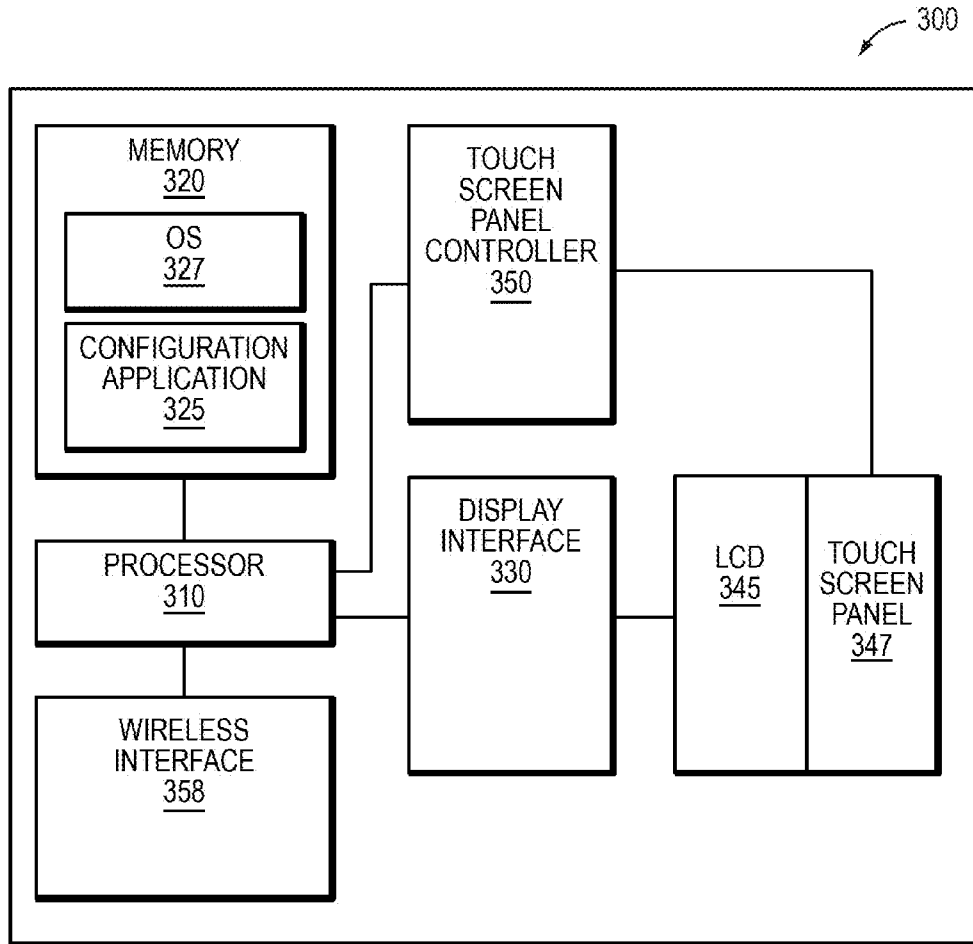 300
MEMORY
320
OS
327
CONFIGURATION
APPLICATION
325
TOUCH
SCREEN
PANEL
CONTROLLER
350
PROCESSOR
310
DISPLAY
INTERFACE
330
LCD
345
TOUCH
SCREEN
PANEL
347
WIRELESS
INTERFACE
358